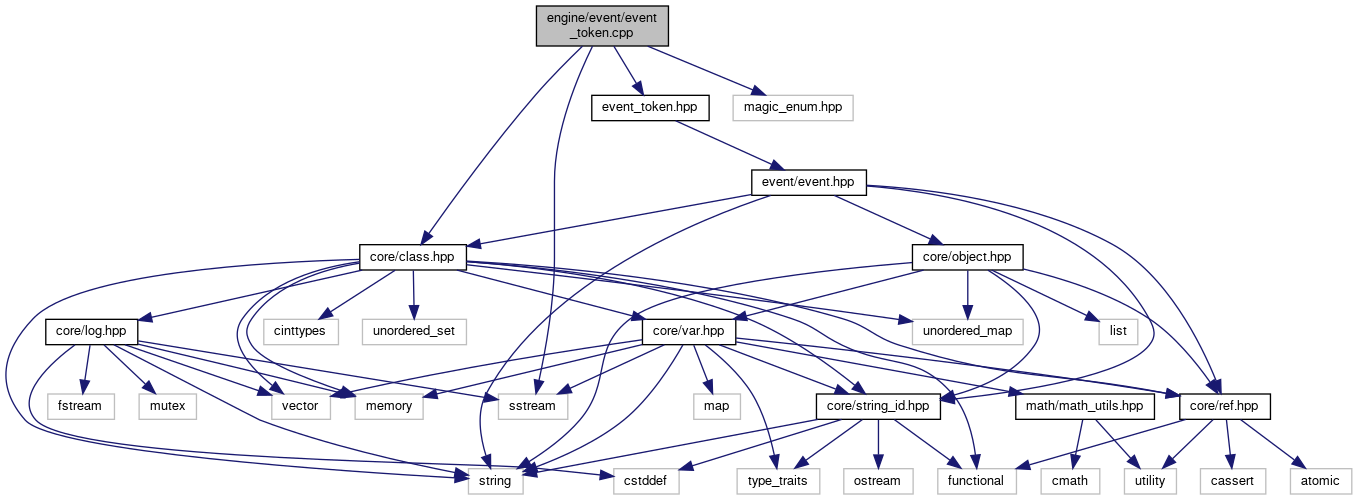 engine/event/event
_token.cpp
event_token.hpp
magic_enum.hpp
event/event.hpp
core/class.hpp
core/object.hpp
core/log.hpp
cinttypes
unordered_set
core/var.hpp
unordered_map
list
fstream
mutex
vector
memory
sstream
map
core/string_id.hpp
math/math_utils.hpp
core/ref.hpp
string
cstddef
type_traits
ostream
functional
cmath
utility
cassert
atomic